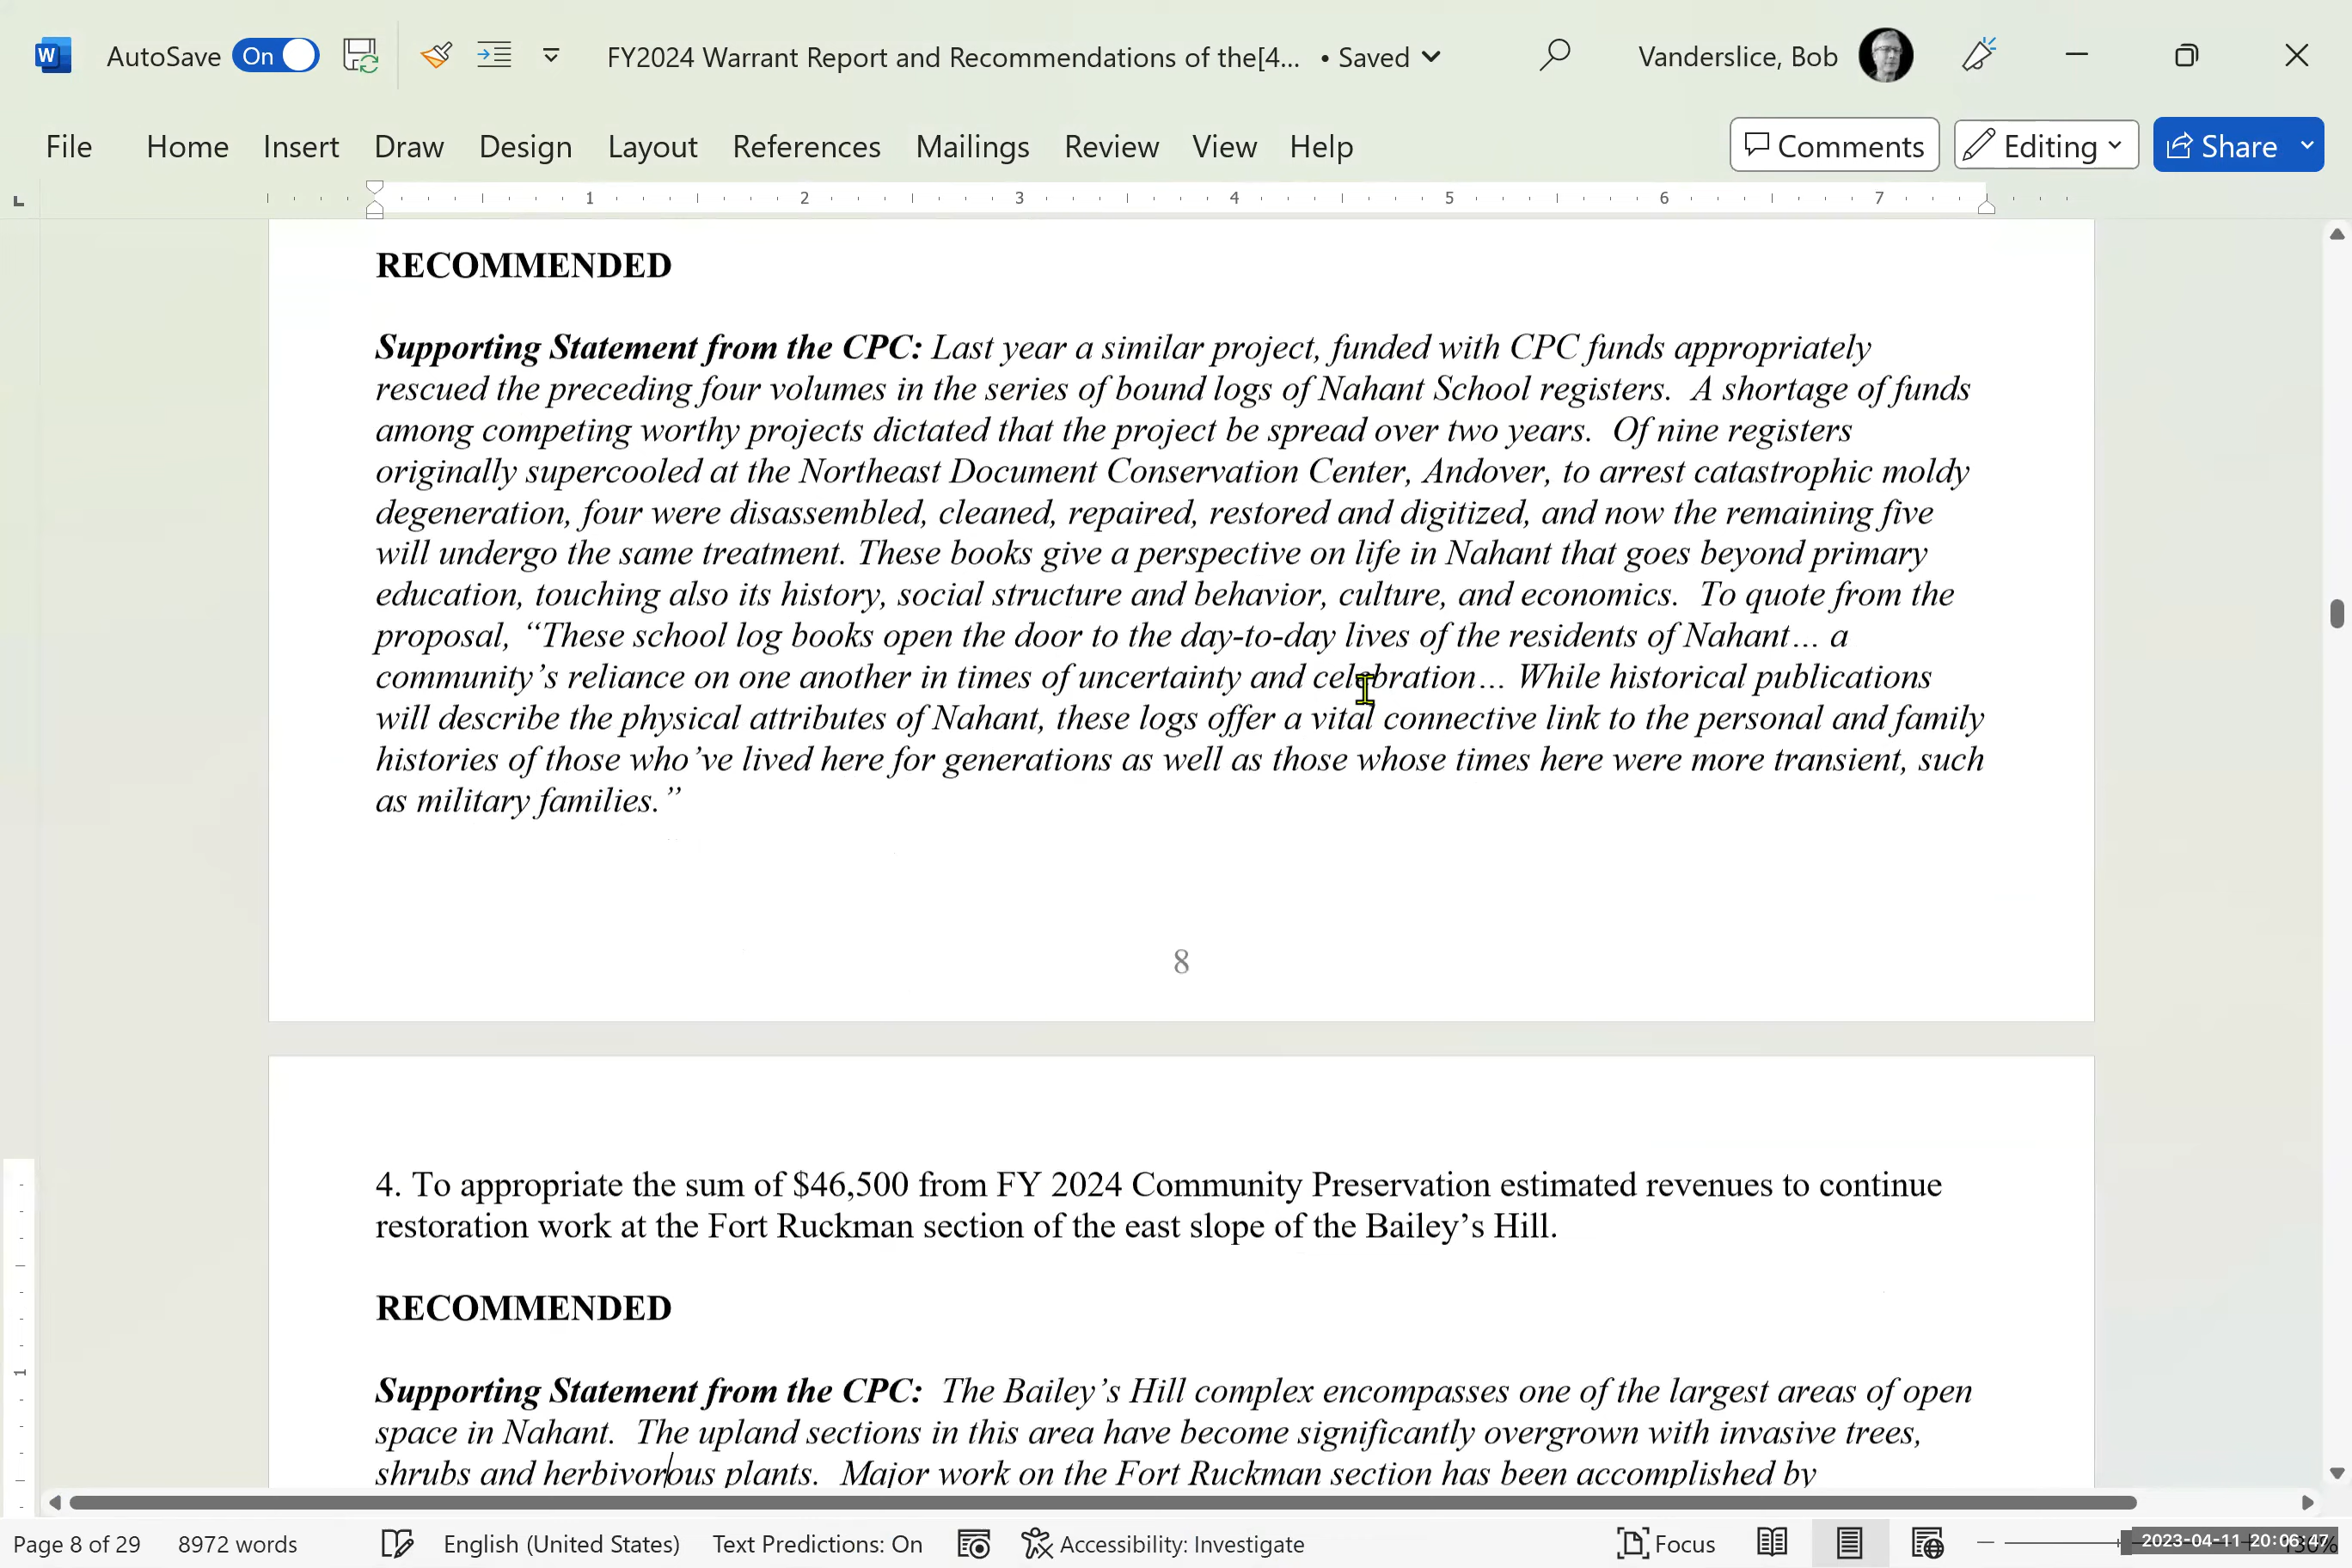 AutoSave On FY2024 Warrant Report and Recommendations of the[4... • Saved Vanderslice, Bob
File Home Insert Draw Design Layout References Mailings Review View Help Comments Editing Share
1 2 3 4 5 6 7
RECOMMENDED
Supporting Statement from the CPC: Last year a similar project, funded with CPC funds appropriately
rescued the preceding four volumes in the series of bound logs of Nahant School registers. A shortage of funds
among competing worthy projects dictated that the project be spread over two years. Of nine registers
originally supercooled at the Northeast Document Conservation Center, Andover, to arrest catastrophic moldy
degeneration, four were disassembled, cleaned, repaired, restored and digitized, and now the remaining five
will undergo the same treatment. These books give a perspective on life in Nahant that goes beyond primary
education, touching also its history, social structure and behavior, culture, and economics. To quote from the
proposal, “These school log books open the door to the day-to-day lives of the residents of Nahant… a
community’s reliance on one another in times of uncertainty and celebration… While historical publications
will describe the physical attributes of Nahant, these logs offer a vital connective link to the personal and family
histories of those who’ve lived here for generations as well as those whose times here were more transient, such
as military families.”
8
4. To appropriate the sum of $46,500 from FY 2024 Community Preservation estimated revenues to continue
restoration work at the Fort Ruckman section of the east slope of the Bailey’s Hill.
RECOMMENDED
Supporting Statement from the CPC: The Bailey’s Hill complex encompasses one of the largest areas of open
space in Nahant. The upland sections in this area have become significantly overgrown with invasive trees,
shrubs and herbivorous plants. Major work on the Fort Ruckman section has been accomplished by
1
Page 8 of 29 8972 words English (United States) Text Predictions: On Accessibility: Investigate Focus 2023-04-11 20:06:47